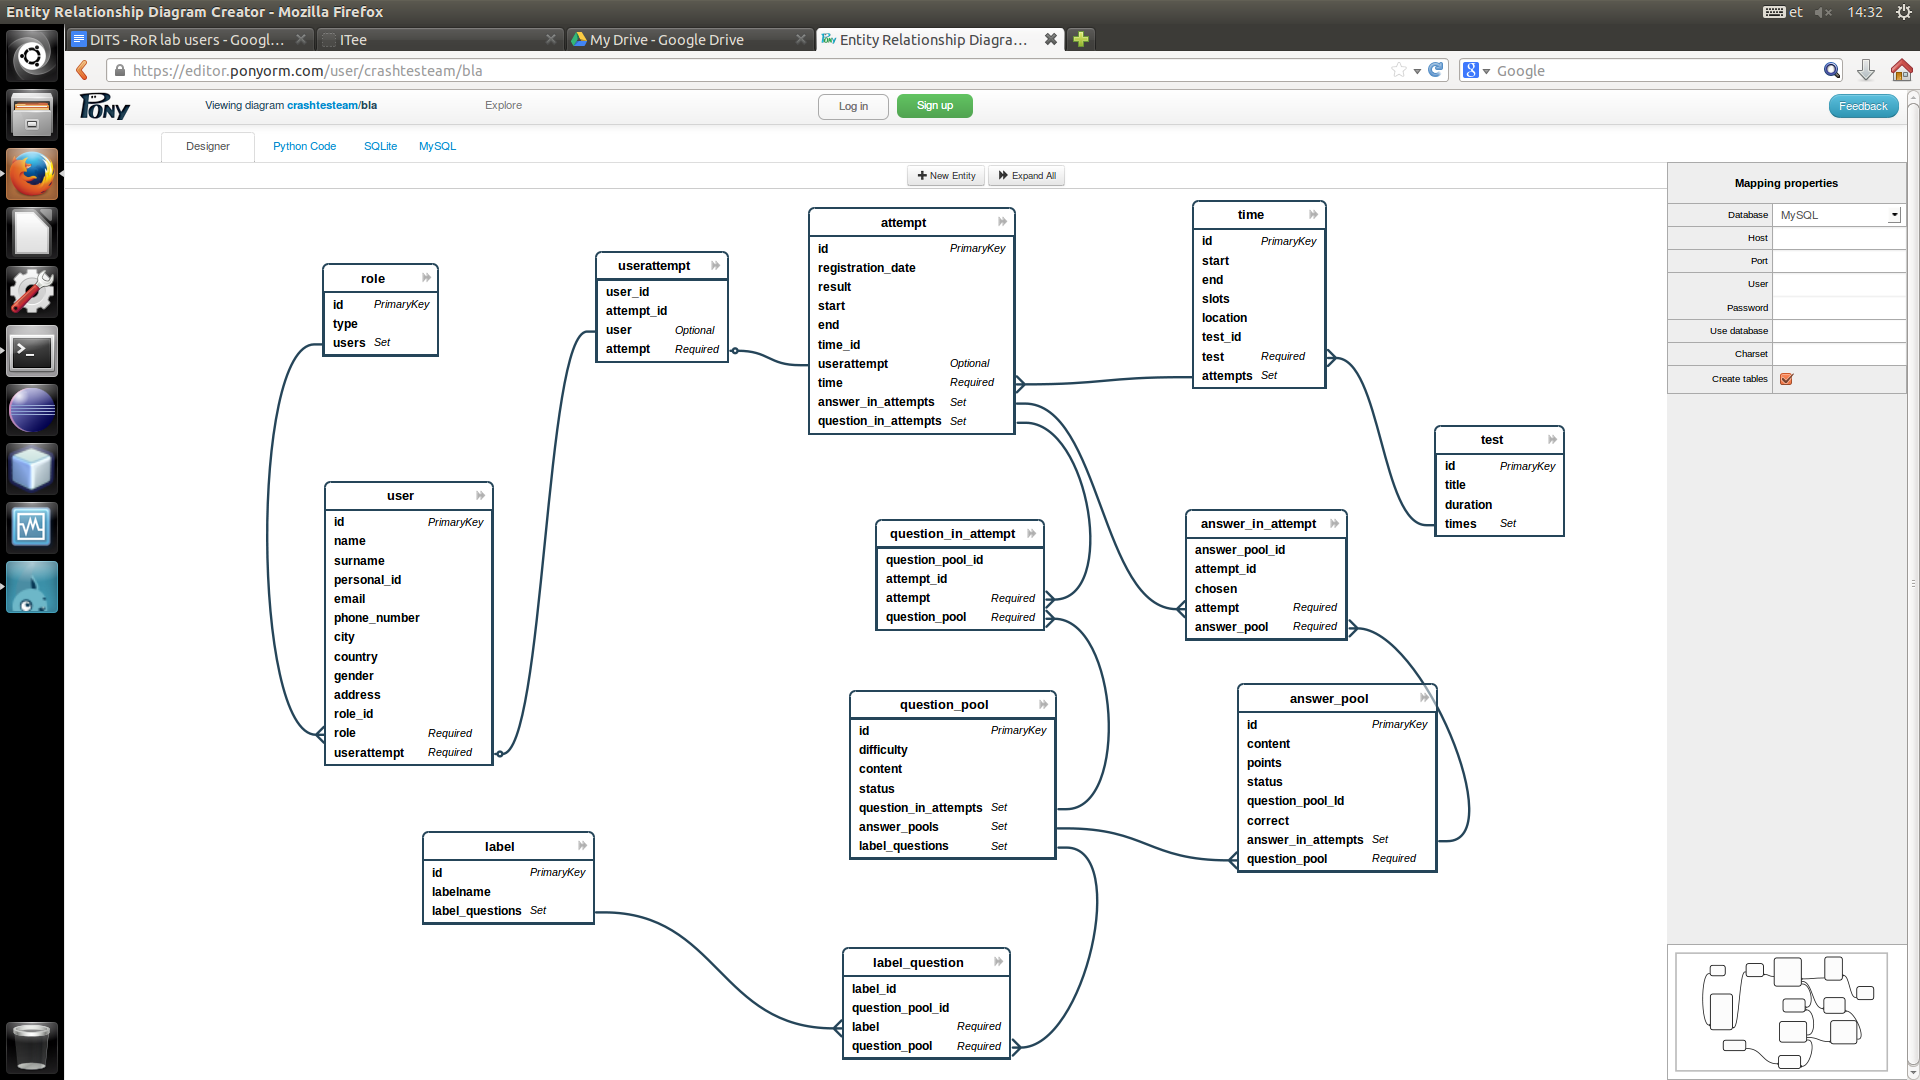 Entity Relationship Diagram Creator - Mozilla Firefox
et
14:32
DITS - RoR lab users - Googl...
ITee
My Drive - Google Drive
Pony Entity Relationship Diagra...
https://editor.ponyorm.com/user/crashtesteam/bla
Google
Pony
Viewing diagram crashtesteam/bla
Explore
Log in
Sign up
Feedback
Designer
Python Code
SQLite
MySQL
New Entity
Expand All
Mapping properties
Database MySQL
Host
Port
User
Password
Use database
Charset
Create tables
role
id PrimaryKey
type
users Set
userattempt
user_id
attempt_id
user Optional
attempt Required
attempt
id PrimaryKey
registration_date
result
start
end
time_id
userattempt Optional
time Required
answer_in_attempts Set
question_in_attempts Set
time
id PrimaryKey
start
end
slots
location
test_id
test Required
attempts Set
test
id PrimaryKey
title
duration
times Set
user
id PrimaryKey
name
surname
personal_id
email
phone_number
city
country
gender
address
role_id
role Required
userattempt Required
question_in_attempt
question_pool_id
attempt_id
attempt Required
question_pool Required
answer_in_attempt
answer_pool_id
attempt_id
chosen
attempt Required
answer_pool Required
question_pool
id PrimaryKey
difficulty
content
status
question_in_attempts Set
answer_pools Set
label_questions Set
answer_pool
id PrimaryKey
content
points
status
question_pool_Id
correct
answer_in_attempts Set
question_pool Required
label
id PrimaryKey
labelname
label_questions Set
label_question
label_id
question_pool_id
label Required
question_pool Required